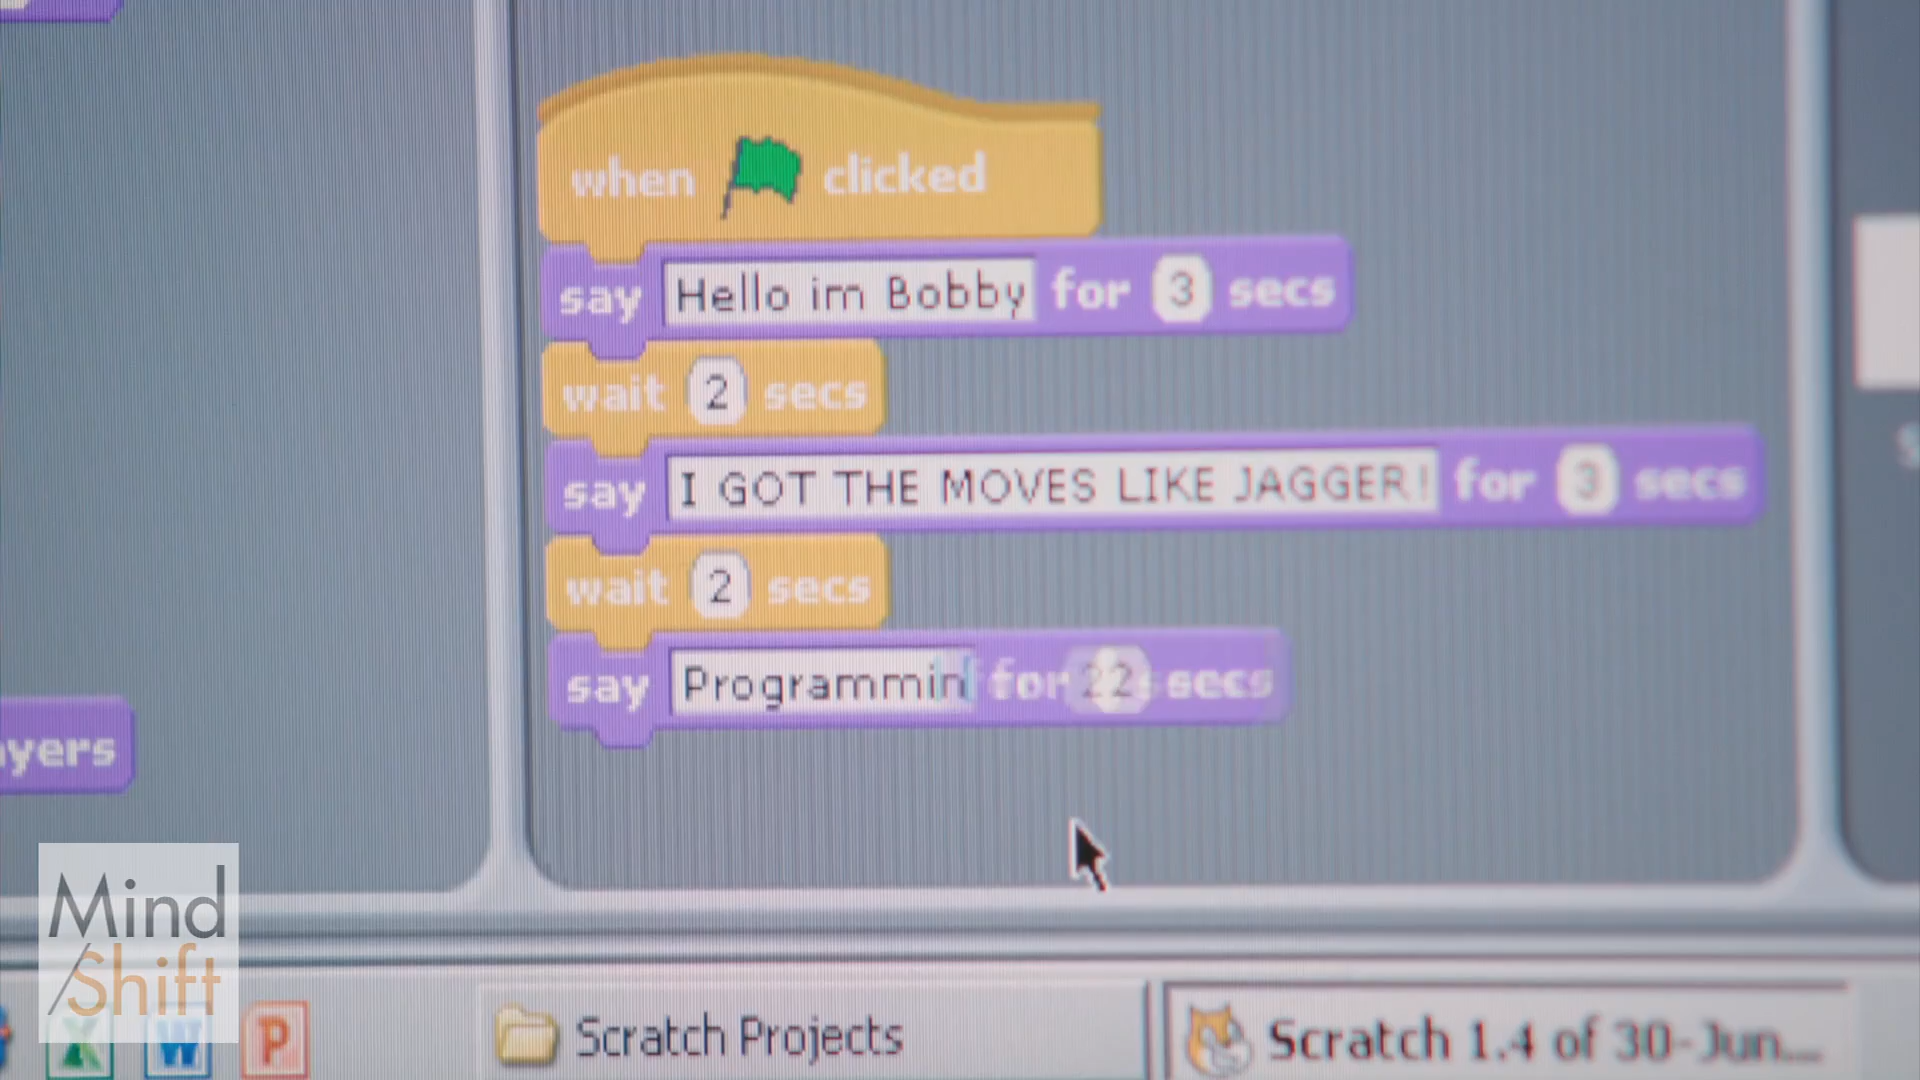 when clicked
say Hello im Bobby for 3 secs
wait 2 secs
say I GOT THE MOVES LIKE JAGGER! for 3 secs
wait 2 secs
say Programmin for 2 secs
yers
Mind
/Shift
X W P
Scratch Projects
Scratch 1.4 of 30-Jun...